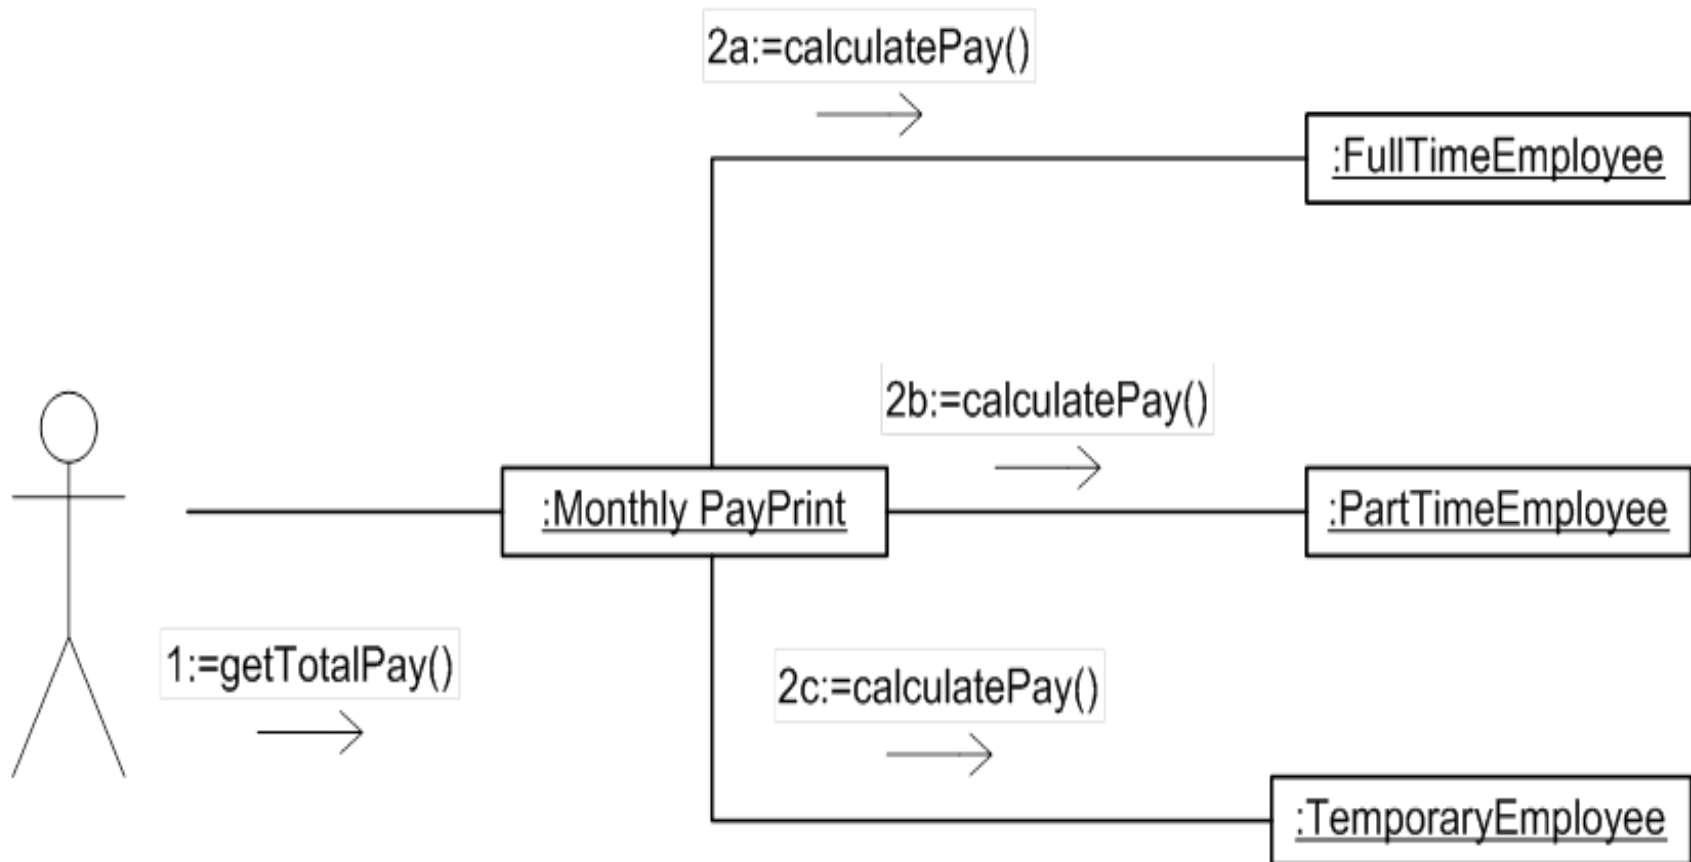 2a:=calculatePay()
:FullTimeEmployee
2b:=calculatePay()
:Monthly PayPrint
:PartTimeEmployee
1:=getTotalPay()
2c:=calculatePay()
:TemporaryEmployee